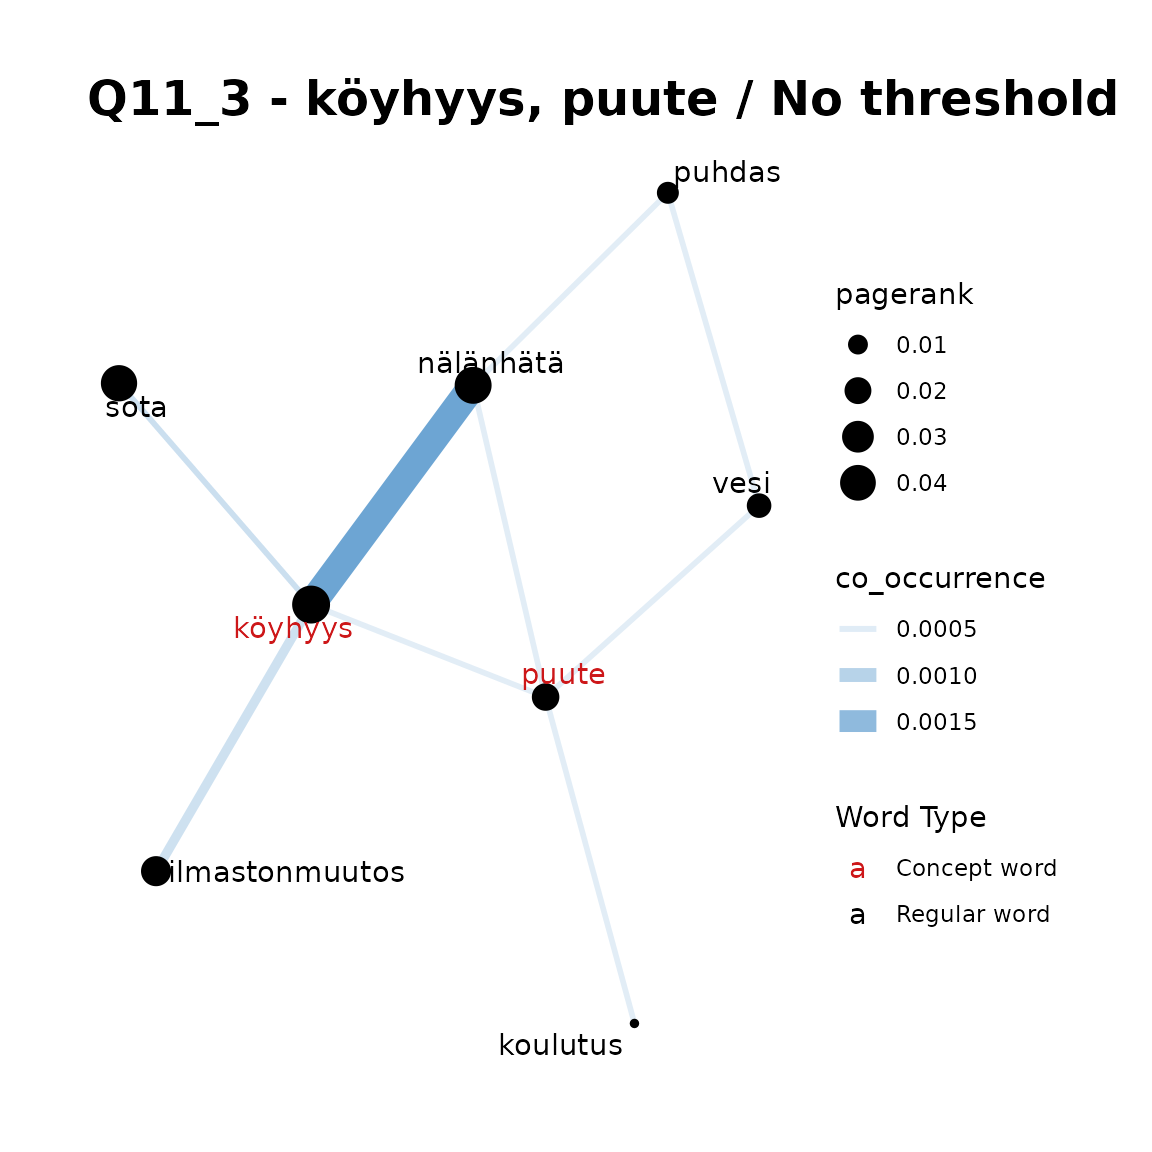 Q11_3 - köyhyys, puute / No threshold
puhdas
nälänhätä
sota
vesi
köyhyys
puute
ilmastonmuutos
koulutus
pagerank
0.01
0.02
0.03
0.04
co_occurrence
0.0005
0.0010
0.0015
Word Type
a Concept word
a Regular word